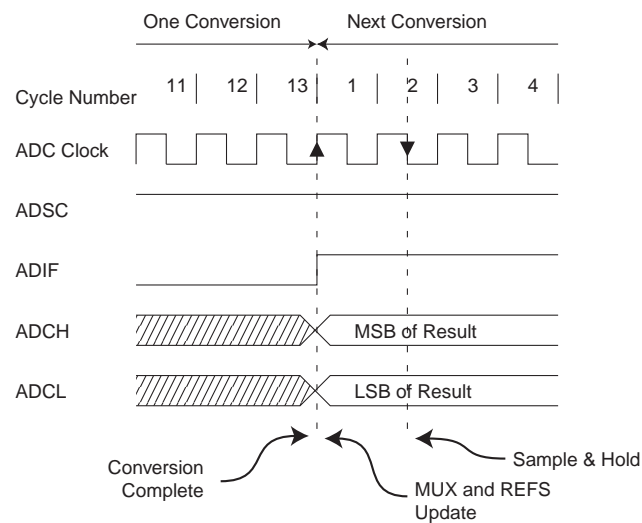 One Conversion Next Conversion
Cycle Number 11 12 13 1 2 3 4
ADC Clock
ADSC
ADIF
ADCH MSB of Result
ADCL LSB of Result
Conversion
Complete
MUX and REFS
Update
Sample & Hold